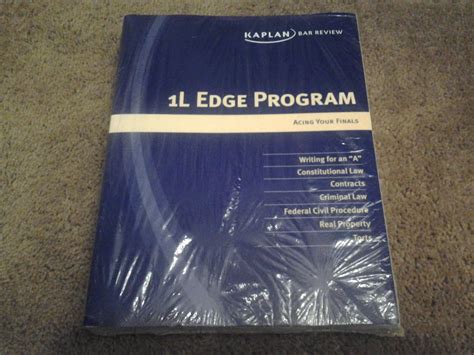 KAPLAN BAR REVIEW
1L EDGE PROGRAM
ACING YOUR FINALS
Writing for an "A"
Constitutional Law
Contracts
Criminal Law
Federal Civil Procedure
Real Property
Torts